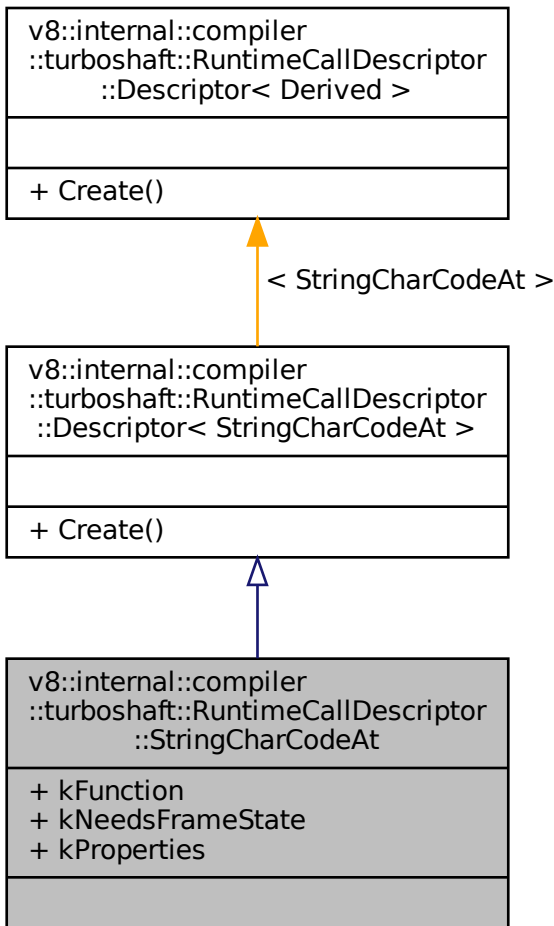 v8::internal::compiler
::turboshaft::RuntimeCallDescriptor
::Descriptor< Derived >
+ Create()
< StringCharCodeAt >
v8::internal::compiler
::turboshaft::RuntimeCallDescriptor
::Descriptor< StringCharCodeAt >
+ Create()
v8::internal::compiler
::turboshaft::RuntimeCallDescriptor
::StringCharCodeAt
+ kFunction
+ kNeedsFrameState
+ kProperties